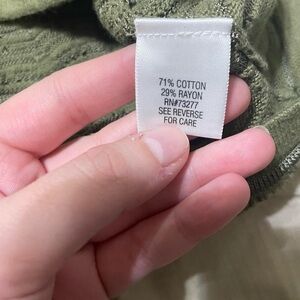 71% COTTON
29% RAYON
RN#73277
SEE REVERSE
FOR CARE